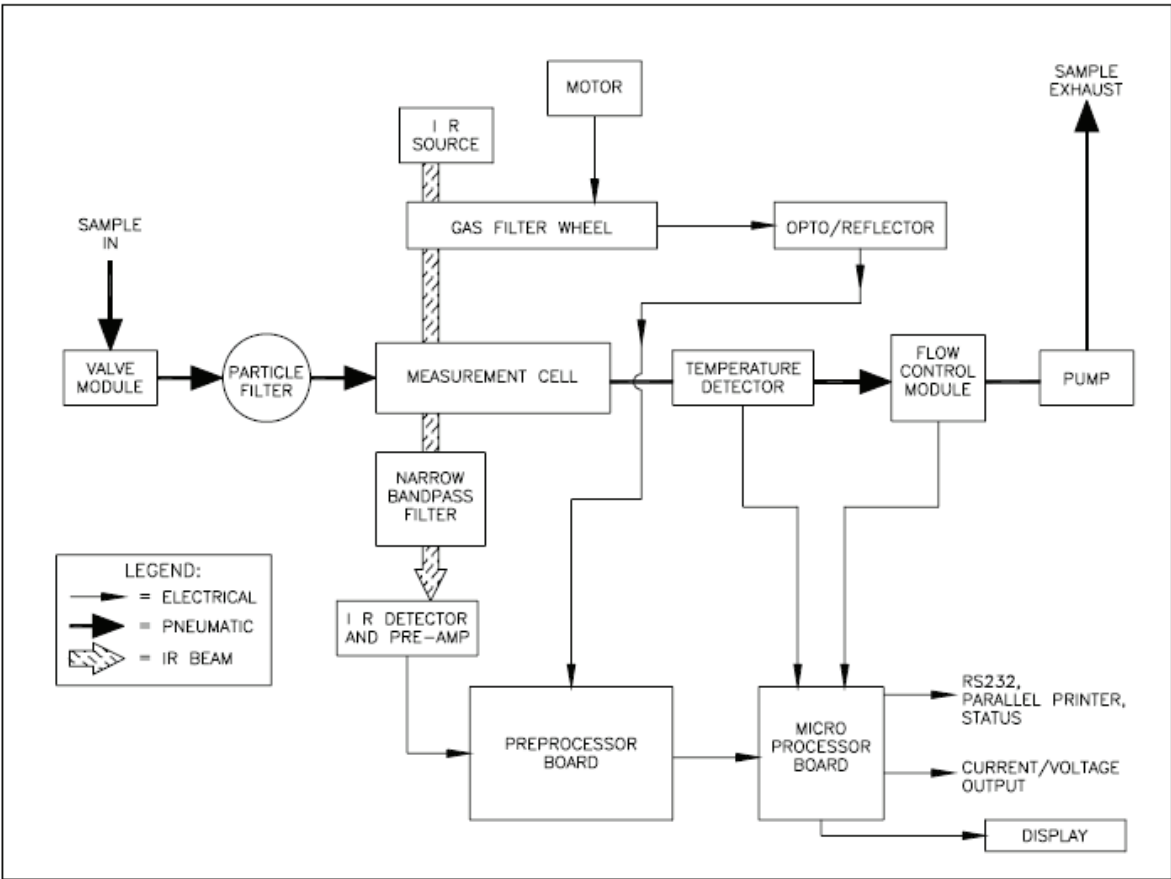 MOTOR
SAMPLE
EXHAUST
I R
SOURCE
SAMPLE
IN
GAS FILTER WHEEL
OPTO/REFLECTOR
VALVE
MODULE
PARTICLE
FILTER
MEASUREMENT CELL
TEMPERATURE
DETECTOR
FLOW
CONTROL
MODULE
PUMP
NARROW
BANDPASS
FILTER
LEGEND:
= ELECTRICAL
= PNEUMATIC
= IR BEAM
I R DETECTOR
AND PRE-AMP
PREPROCESSOR
BOARD
MICRO
PROCESSOR
BOARD
RS232,
PARALLEL PRINTER,
STATUS
CURRENT/VOLTAGE
OUTPUT
DISPLAY